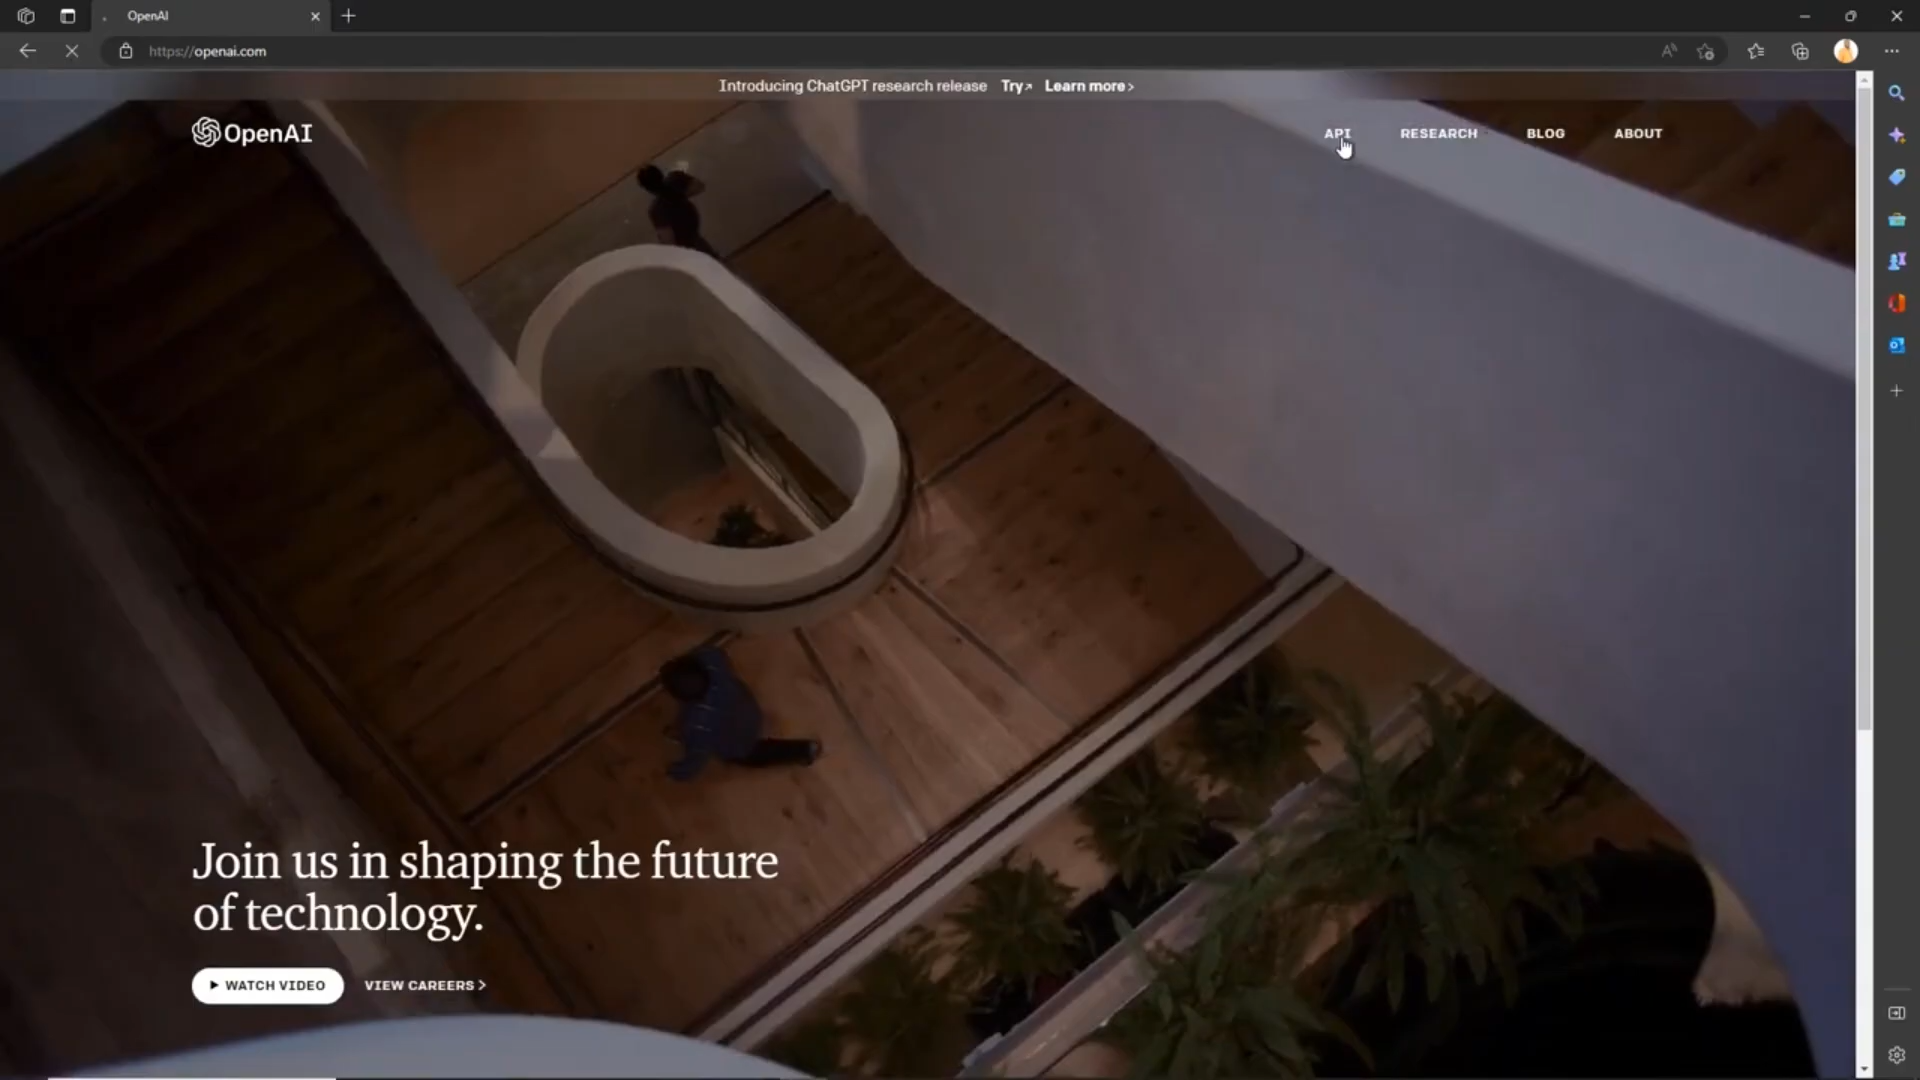 OpenAI
https://openai.com
Introducing ChatGPT research release Try↗ Learn more >
OpenAI
API RESEARCH BLOG ABOUT
Join us in shaping the future
of technology.
WATCH VIDEO VIEW CAREERS >